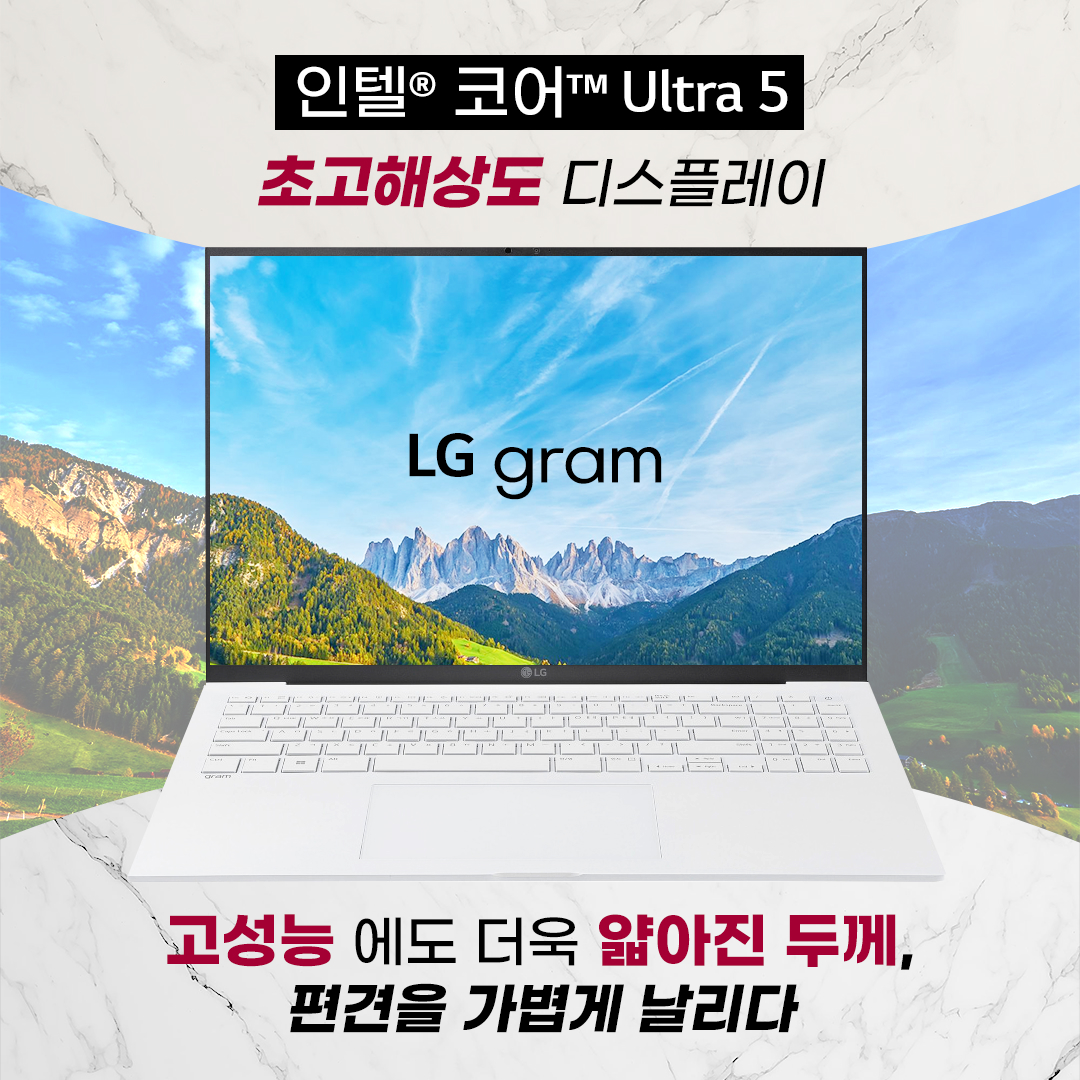 인텔® 코어™ Ultra 5
초고해상도 디스플레이
LG gram
LG
gram
고성능 에도 더욱 얇아진 두께,
편견을 가볍게 날리다